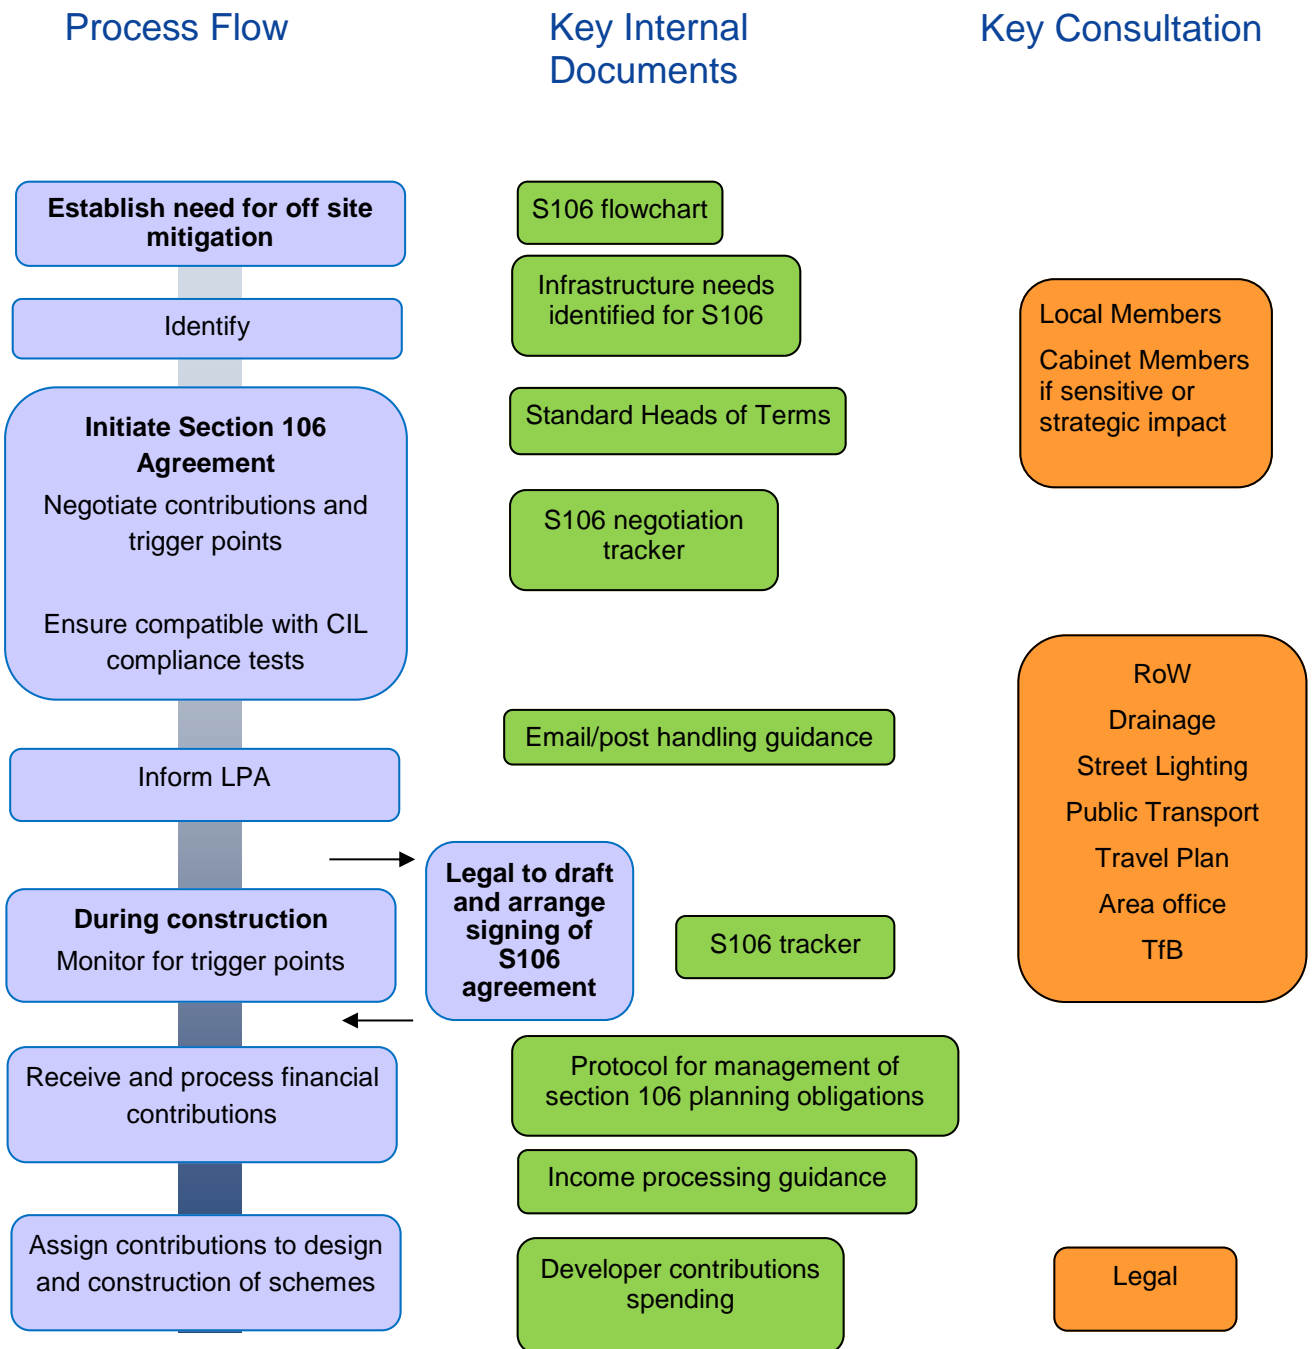 Process Flow
Key Internal
Documents
Key Consultation
Establish need for off site
mitigation
Identify
Initiate Section 106
Agreement
Negotiate contributions and
trigger points
Ensure compatible with CIL
compliance tests
Inform LPA
Legal to draft
and arrange
signing of
S106
agreement
During construction
Monitor for trigger points
Receive and process financial
contributions
Assign contributions to design
and construction of schemes
S106 flowchart
Infrastructure needs
identified for S106
Standard Heads of Terms
S106 negotiation
tracker
Email/post handling guidance
S106 tracker
Protocol for management of
section 106 planning obligations
Income processing guidance
Developer contributions
spending
Local Members
Cabinet Members
if sensitive or
strategic impact
RoW
Drainage
Street Lighting
Public Transport
Travel Plan
Area office
TfB
Legal